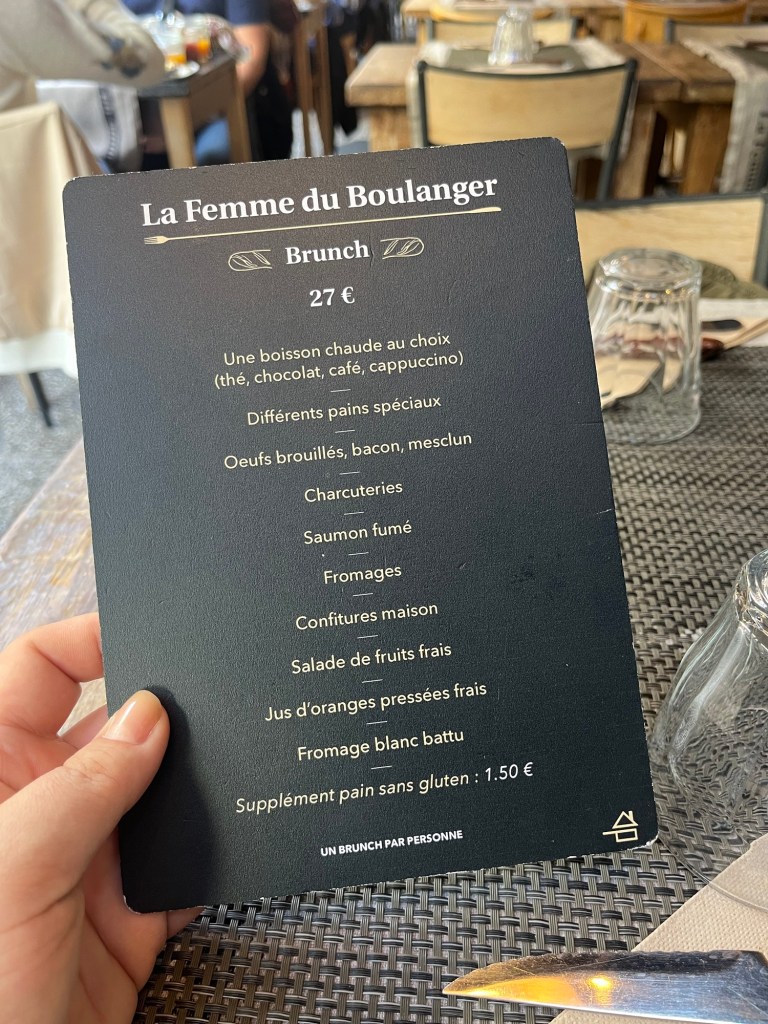 La Femme du Boulanger
Brunch
27 €
Une boisson chaude au choix
(thé, chocolat, café, cappuccino)
Différents pains spéciaux
Oeufs brouillés, bacon, mesclun
Charcuteries
Saumon fumé
Fromages
Confitures maison
Salade de fruits frais
Jus d'oranges pressées frais
Fromage blanc battu
Supplément pain sans gluten : 1.50 €
UN BRUNCH PAR PERSONNE